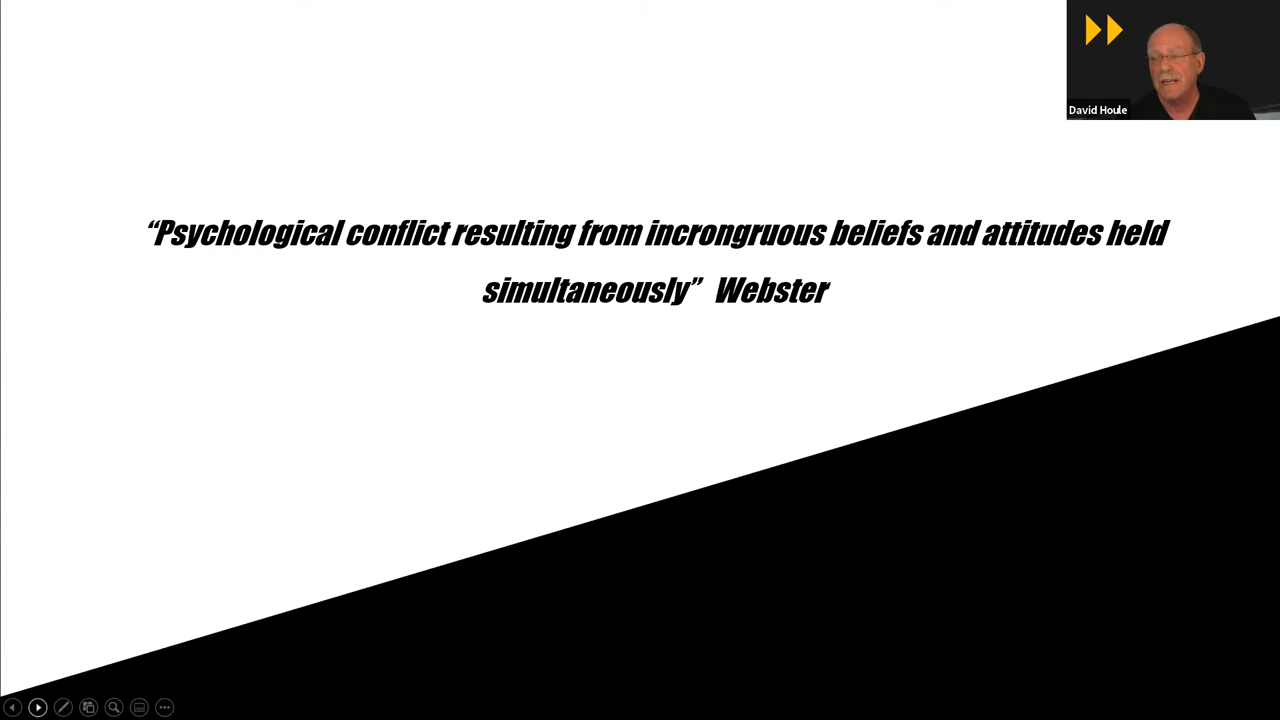 David Houle
“Psychological conflict resulting from incrongruous beliefs and attitudes held
simultaneously” Webster